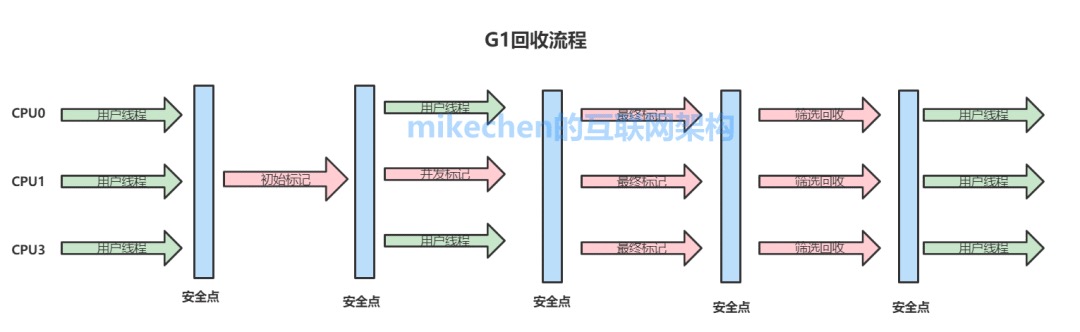 G1回收流程
CPU0
用户线程
用户线程
最终标记
筛选回收
用户线程
mikechen的互联网架构
CPU1
用户线程
初始标记
并发标记
最终标记
筛选回收
用户线程
CPU3
用户线程
用户线程
最终标记
筛选回收
用户线程
安全点
安全点
安全点
安全点
安全点